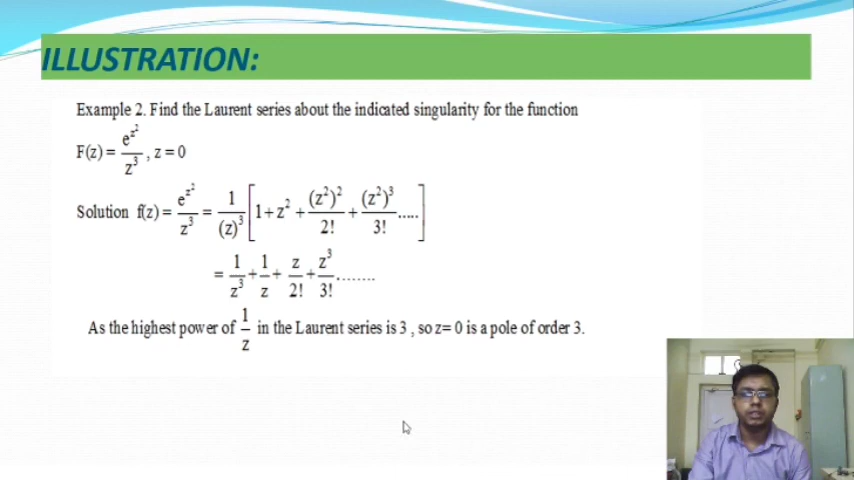 ILLUSTRATION:
Example 2. Find the Laurent series about the indicated singularity for the function
F(z) = e^{z^2}/z^3 , z = 0
Solution f(z) = e^{z^2}/z^3 = 1/(z)^3 [1 + z^2 + (z^2)^2/2! + (z^2)^3/3! .....]
= 1/z^3 + 1/z + z/2! + z^3/3! ........
As the highest power of 1/z in the Laurent series is 3 , so z= 0 is a pole of order 3.